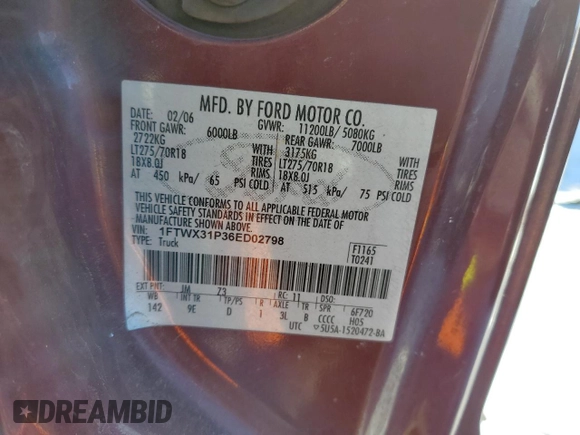 MFD. BY FORD MOTOR CO.
DATE: 02/06 GVWR: 11200LB/ 5080KG
FRONT GAWR: 6000LB REAR GAWR: 7000LB
2722KG WITH 3175KG WITH
LT275/70R18 TIRES LT275/70R18 TIRES
18X8.0J RIMS 18X8.0J RIMS
AT 450 kPa/ 65 PSI COLD AT 515 kPa/ 75 PSI COLD
THIS VEHICLE CONFORMS TO ALL APPLICABLE FEDERAL MOTOR
VEHICLE SAFETY STANDARDS IN EFFECT ON THE DATE OF
MANUFACTURE SHOWN ABOVE.
VIN: 1FTWX31P36ED02798
TYPE: Truck
F1165
T0241
EXT PNT: JM 73 RC: 11 DSO:
WB INT TR TP/PS R AXLE TR SPR 6F720
142 9E D I 3L B CCCC H05
UTC 5U5A-1520472-BA
DREAMBID